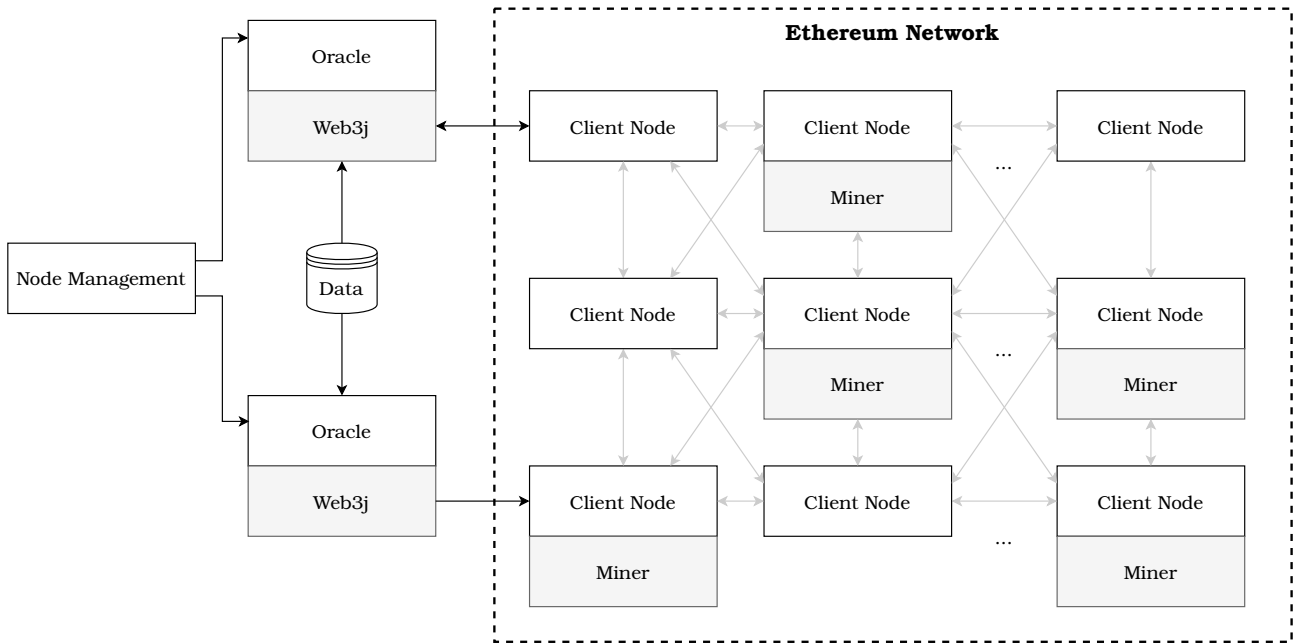 Ethereum Network
Oracle
Web3j
Client Node
Client Node
Client Node
...
Miner
Node Management
Data
Client Node
Client Node
Client Node
...
Miner
Miner
Oracle
Web3j
Client Node
Client Node
Client Node
...
Miner
Miner